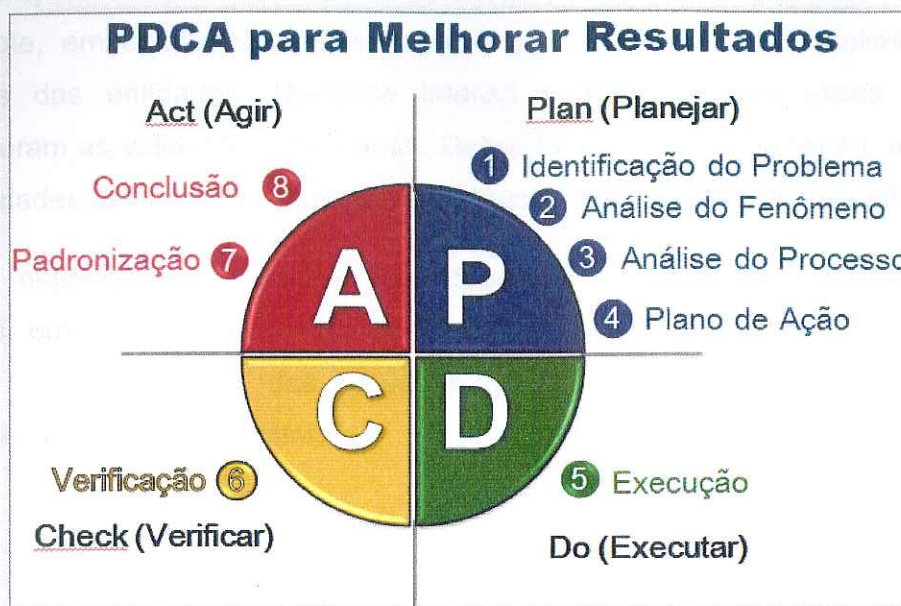 PDCA para Melhorar Resultados
Act (Agir)
Plan (Planejar)
1 Identificação do Problema
2 Análise do Fenômeno
3 Análise do Processo
4 Plano de Ação
Conclusão 8
Padronização 7
A P
C D
Verificação 6
Check (Verificar)
5 Execução
Do (Executar)